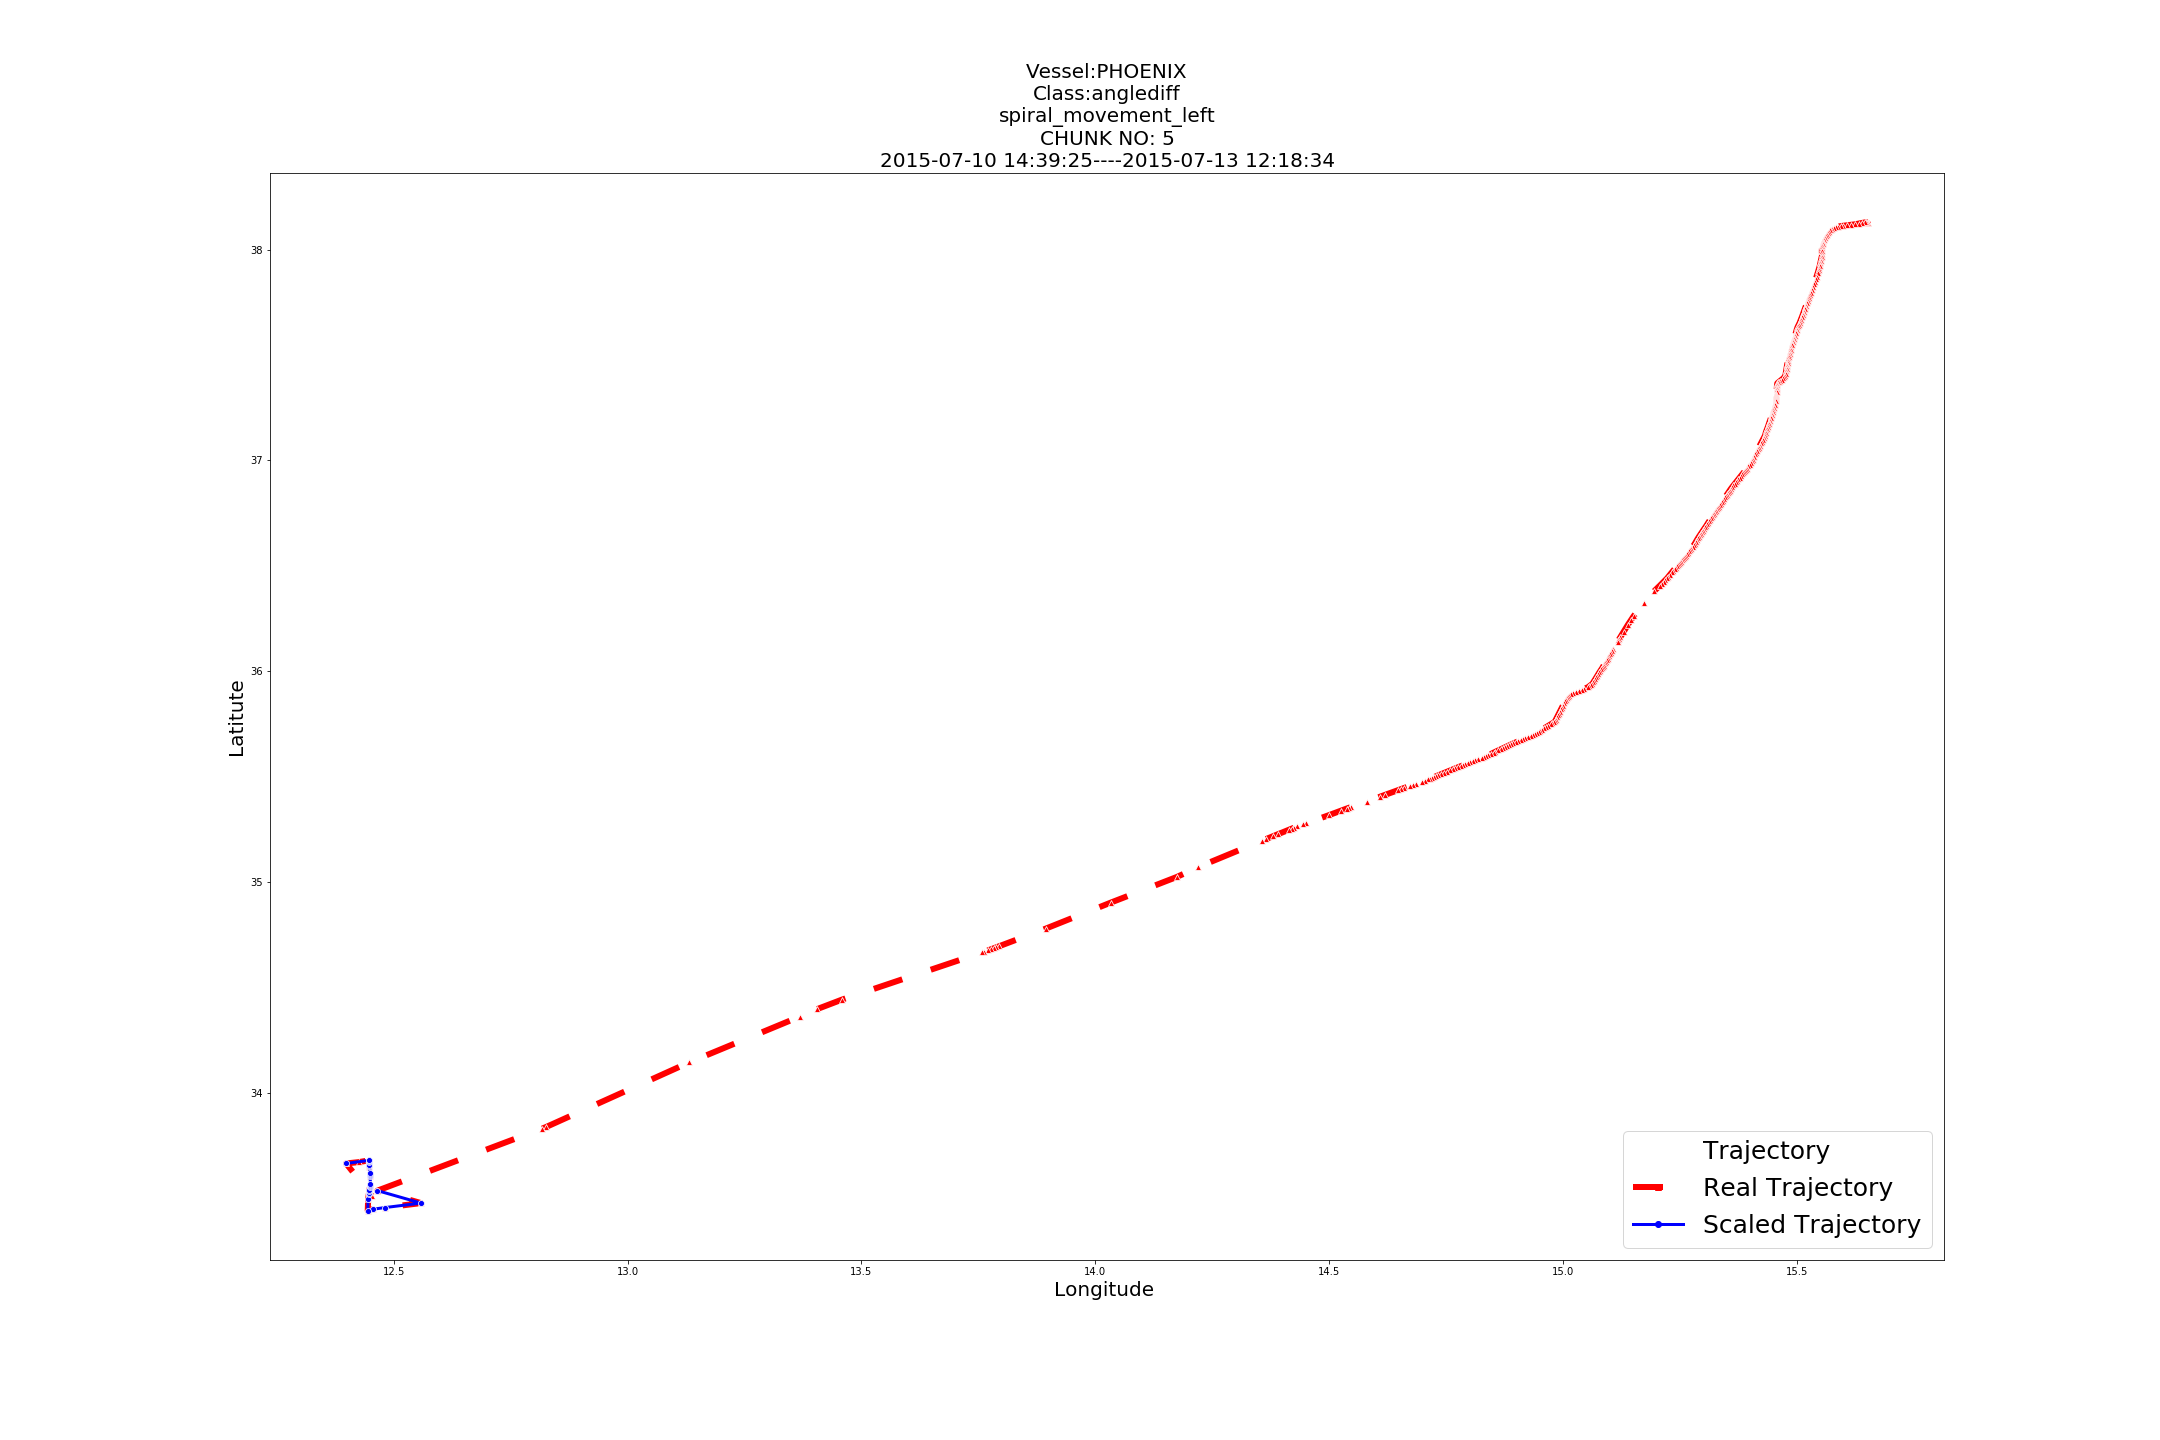 Vessel:PHOENIX
Class:anglediff
spiral_movement_left
CHUNK NO: 5
2015-07-10 14:39:25----2015-07-13 12:18:34
38
37
36
35
34
Latitute
12.5
13.0
13.5
14.0
14.5
15.0
15.5
Longitude
Trajectory
Real Trajectory
Scaled Trajectory